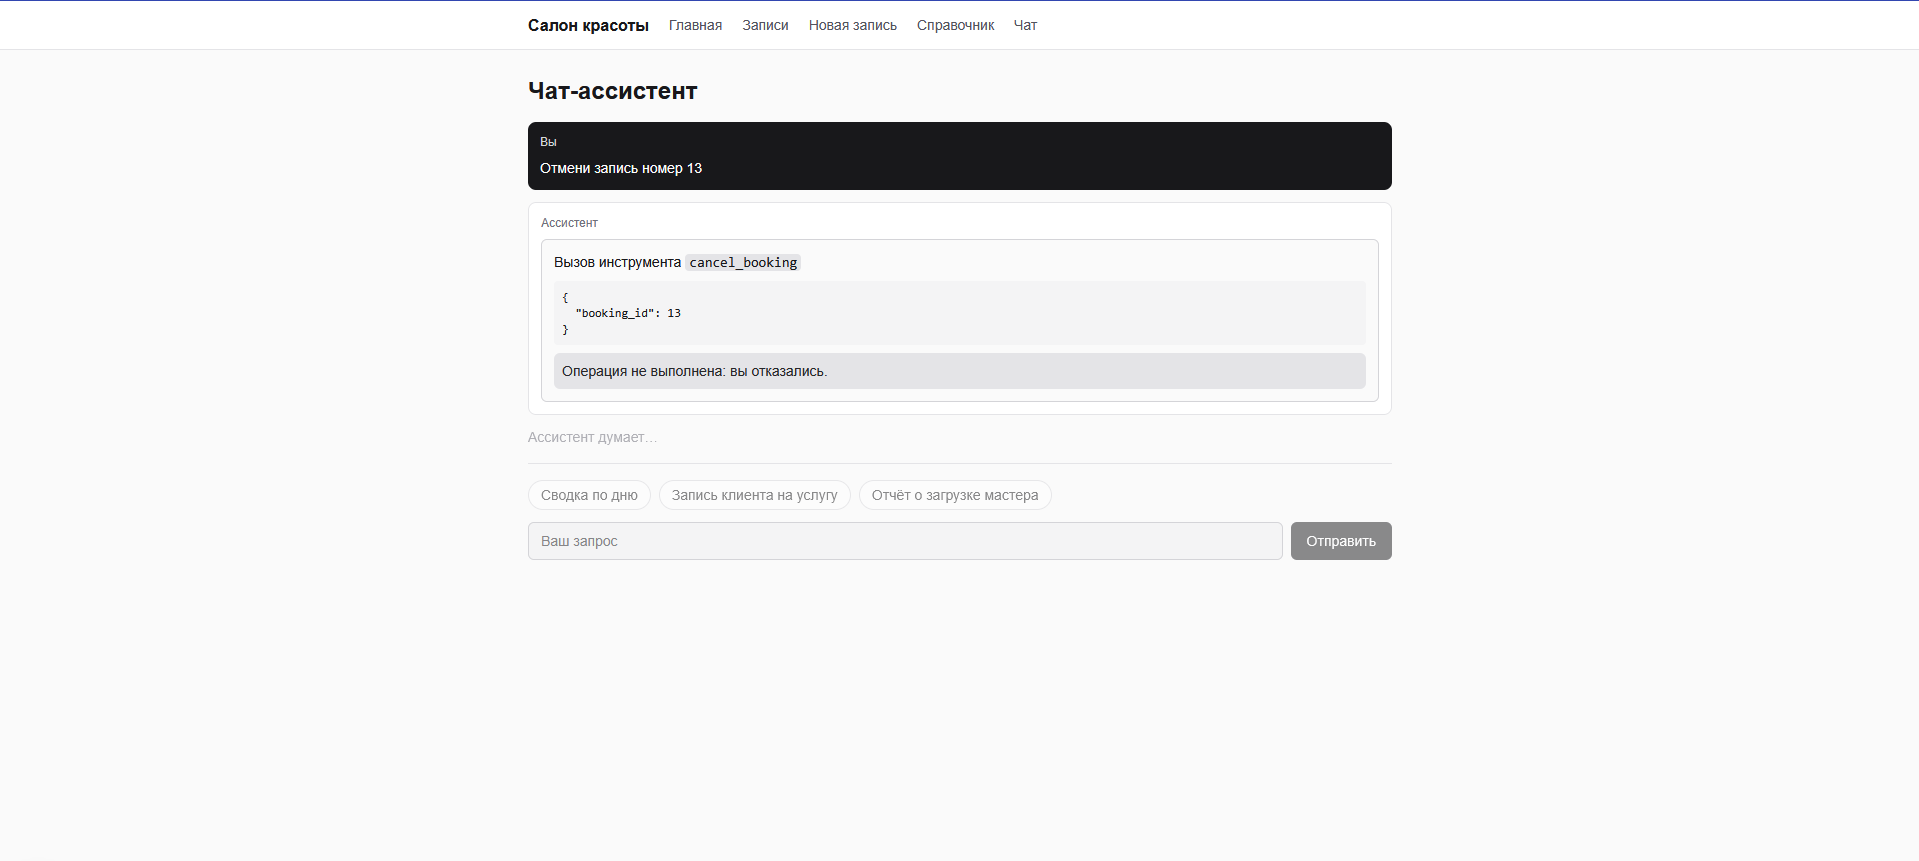 Салон красоты Главная Записи Новая запись Справочник Чат
Чат-ассистент
Вы
Отмени запись номер 13
Ассистент
Вызов инструмента cancel_booking
{
"booking_id": 13
}
Операция не выполнена: вы отказались.
Ассистент думает…
Сводка по дню Запись клиента на услугу Отчёт о загрузке мастера
Ваш запрос Отправить